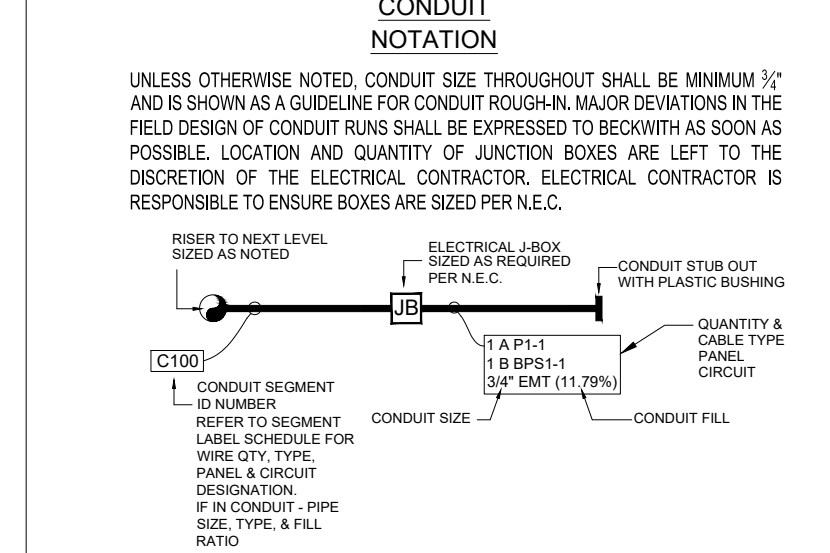 CONDUIT
NOTATION
UNLESS OTHERWISE NOTED, CONDUIT SIZE THROUGHOUT SHALL BE MINIMUM ¾"
AND IS SHOWN AS A GUIDELINE FOR CONDUIT ROUGH-IN. MAJOR DEVIATIONS IN THE
FIELD DESIGN OF CONDUIT RUNS SHALL BE EXPRESSED TO BECKWITH AS SOON AS
POSSIBLE. LOCATION AND QUANTITY OF JUNCTION BOXES ARE LEFT TO THE
DISCRETION OF THE ELECTRICAL CONTRACTOR. ELECTRICAL CONTRACTOR IS
RESPONSIBLE TO ENSURE BOXES ARE SIZED PER N.E.C.
RISER TO NEXT LEVEL
SIZED AS NOTED
ELECTRICAL J-BOX
SIZED AS REQUIRED
PER N.E.C.
CONDUIT STUB OUT
WITH PLASTIC BUSHING
JB
C100
1 A P1-1
1 B BPS1-1
3/4" EMT (11.79%)
QUANTITY &
CABLE TYPE
PANEL
CIRCUIT
CONDUIT SEGMENT
ID NUMBER
REFER TO SEGMENT
LABEL SCHEDULE FOR
WIRE QTY, TYPE,
PANEL & CIRCUIT
DESIGNATION.
IF IN CONDUIT - PIPE
SIZE, TYPE, & FILL
RATIO
CONDUIT SIZE
CONDUIT FILL